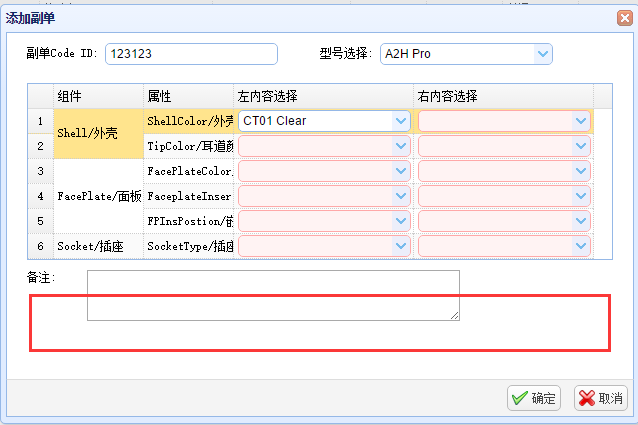 添加副单
副单Code ID: 123123 型号选择: A2H Pro
组件 属性 左内容选择 右内容选择
1 Shell/外壳 ShellColor/外壳 CT01 Clear
2 TipColor/耳道颜
3 FacePlate/面板 FacePlateColor
4 FaceplateInser
5 FPInsPostion/嵌
6 Socket/插座 SocketType/插座
备注:
确定 取消